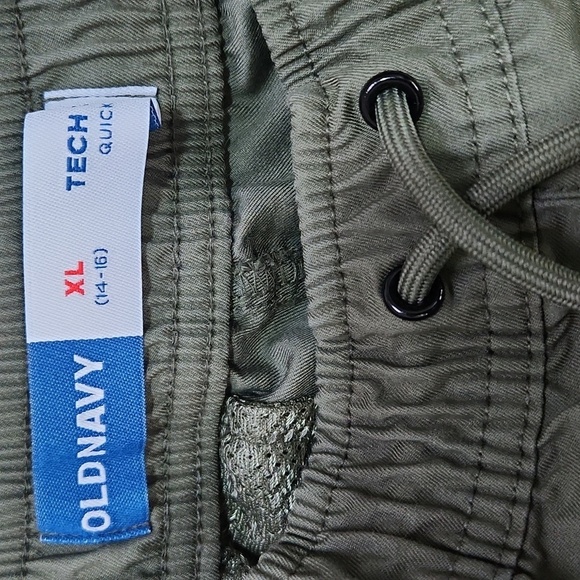 OLDNAVY
XL
(14-16)
TECH
QUICK